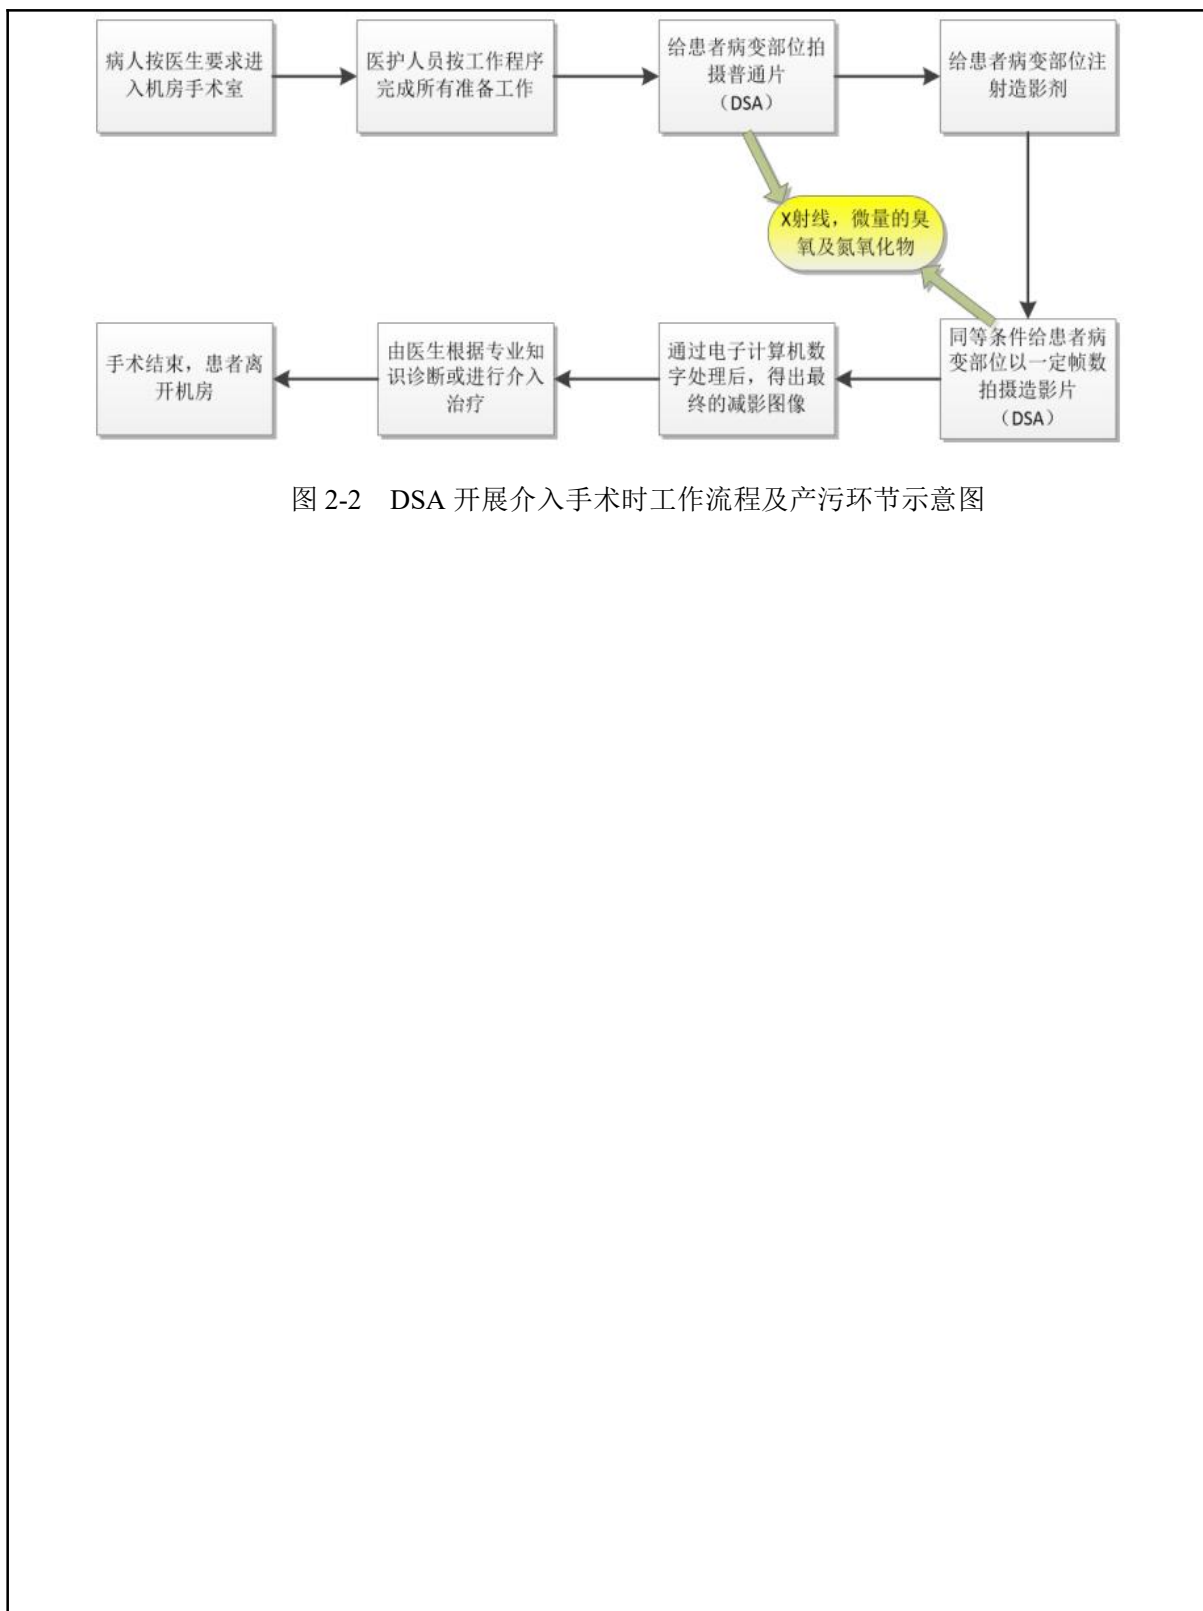 病人按医生要求进
入机房手术室
医护人员按工作程序
完成所有准备工作
给患者病变部位拍
摄普通片
（DSA）
给患者病变部位注
射造影剂
X射线，微量的臭
氧及氮氧化物
同等条件给患者病
变部位以一定帧数
拍摄造影片
（DSA）
通过电子计算机数
字处理后，得出最
终的减影图像
由医生根据专业知
识诊断或进行介入
治疗
手术结束，患者离
开机房
图 2-2 DSA 开展介入手术时工作流程及产污环节示意图